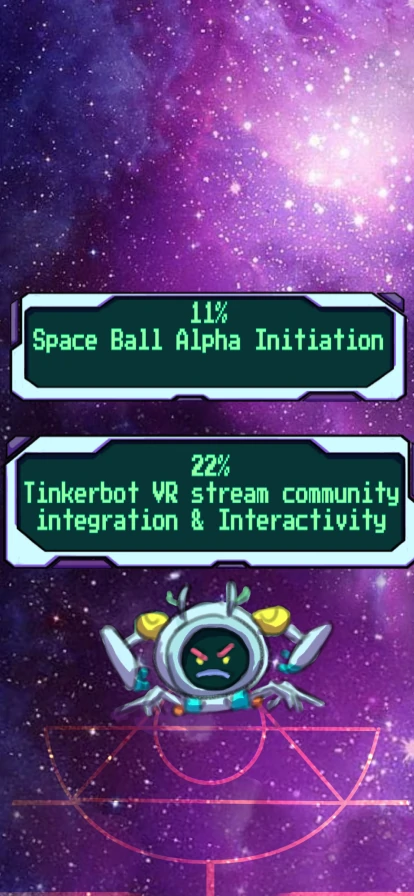 11%
Space Ball Alpha Initiation
22%
Tinkerbot VR stream community
integration & Interactivity